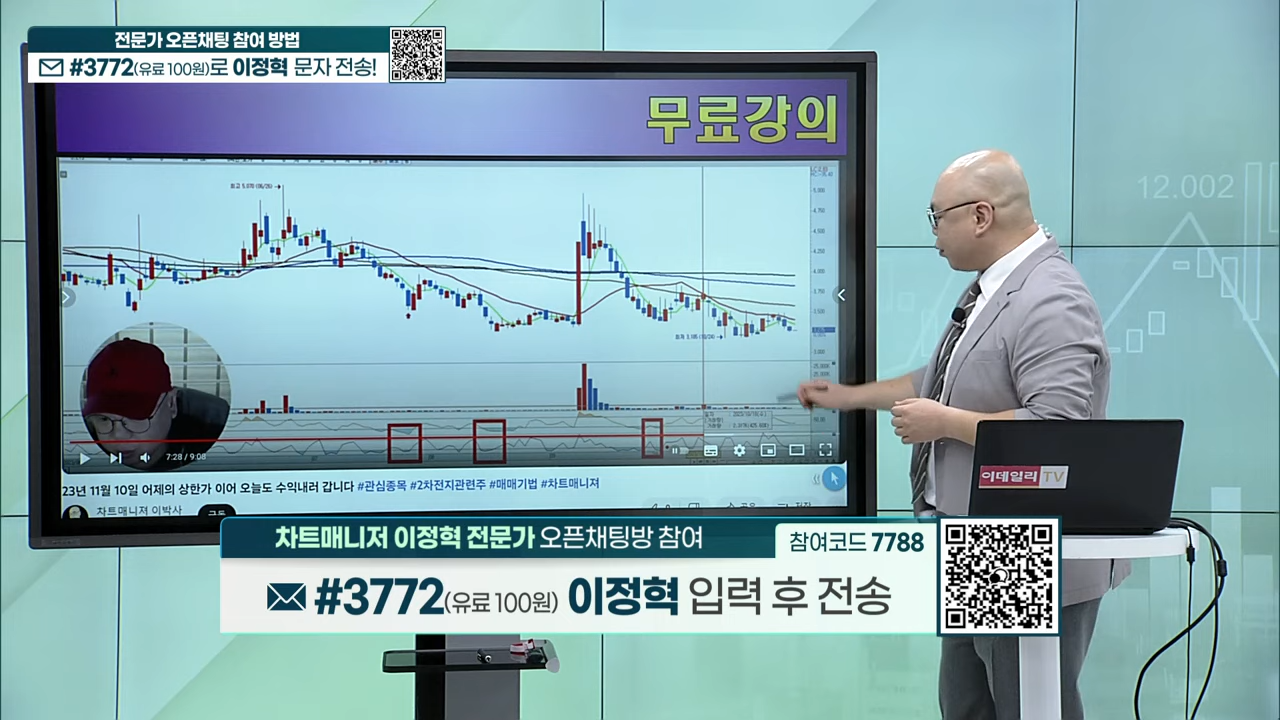 전문가 오픈채팅 참여 방법
#3772(유료 100원)로 이정혁 문자 전송!
무료강의
12.002
7:28 / 9:08
23년 11월 10일 어제의 상한가 이어 오늘도 수익내러 갑니다 #관심종목 #2차전지관련주 #매매기법 #차트매니져
차트매니져 이박사
구독
이데일리 TV
차트매니저 이정혁 전문가 오픈채팅방 참여
참여코드 7788
#3772(유료 100원) 이정혁 입력 후 전송